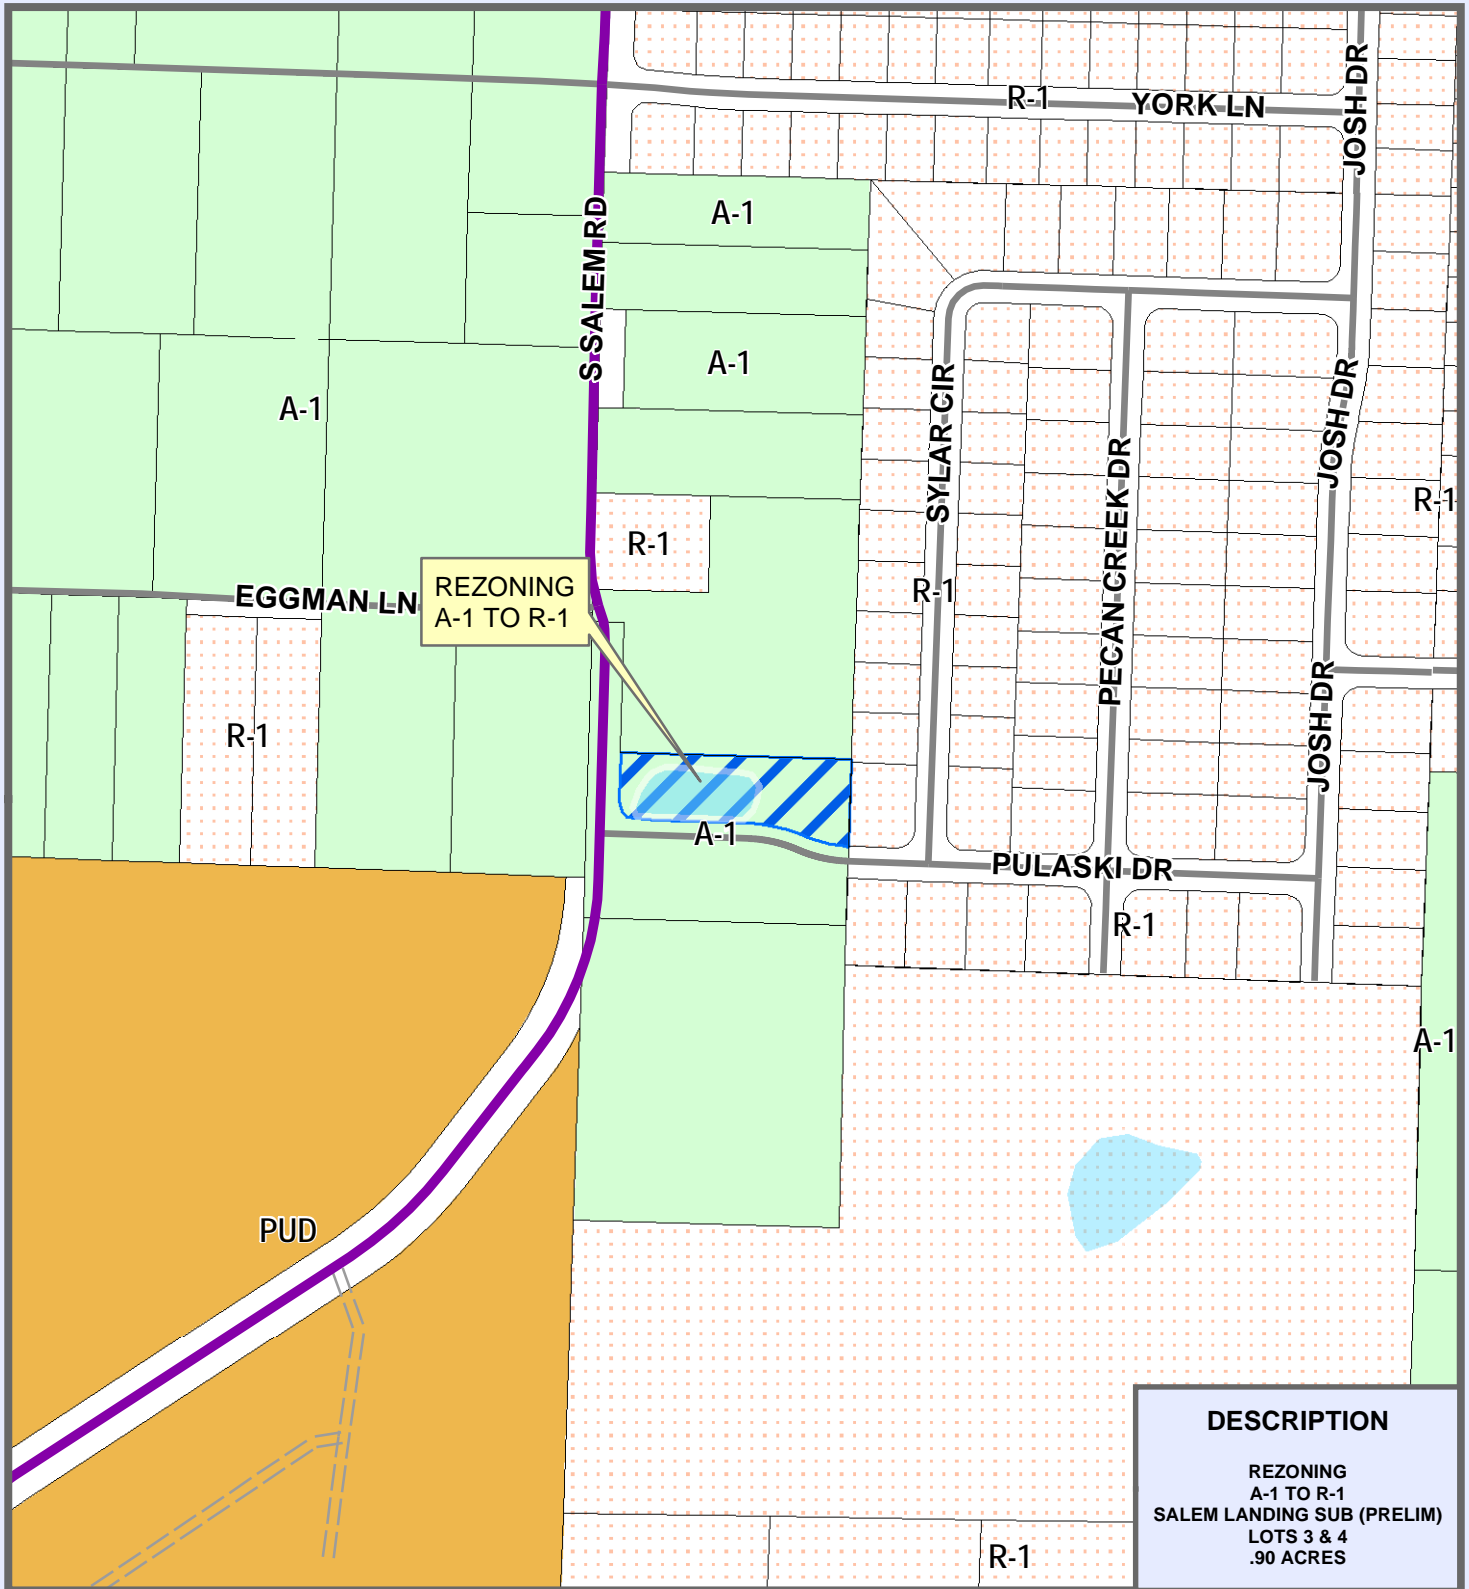 R-1
YORK LN
JOSH DR
A-1
S SALEM RD
A-1
A-1
SYLAR CIR
PECAN CREEK DR
JOSH DR
R-1
R-1
REZONING
A-1 TO R-1
EGGMAN LN
R-1
R-1
JOSH DR
A-1
PULASKI DR
R-1
A-1
PUD
R-1
DESCRIPTION
REZONING
A-1 TO R-1
SALEM LANDING SUB (PRELIM)
LOTS 3 & 4
.90 ACRES